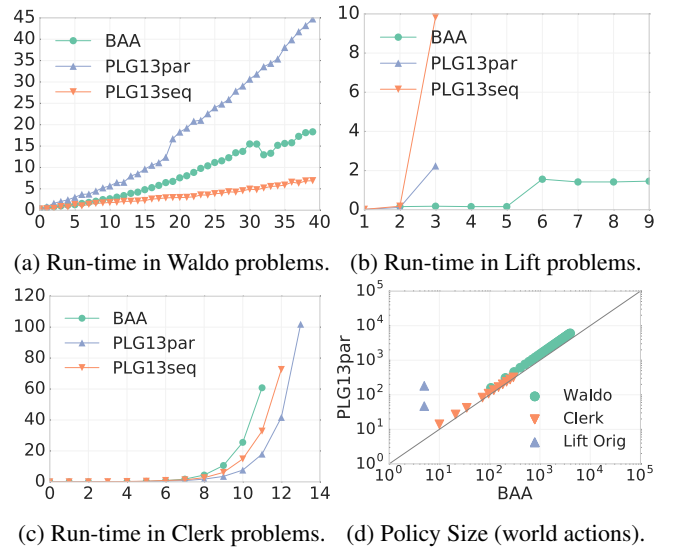 45
40
35
30
25
20
15
10
5
0
0 5 10 15 20 25 30 35 40
BAA
PLG13par
PLG13seq
(a) Run-time in Waldo problems.
10
8
6
4
2
0
1 2 3 4 5 6 7 8 9
BAA
PLG13par
PLG13seq
(b) Run-time in Lift problems.
120
100
80
60
40
20
0
0 2 4 6 8 10 12 14
BAA
PLG13par
PLG13seq
(c) Run-time in Clerk problems.
PLG13par
10^5
10^4
10^3
10^2
10^1
10^0
10^0 10^1 10^2 10^3 10^4 10^5
BAA
Waldo
Clerk
Lift Orig
(d) Policy Size (world actions).